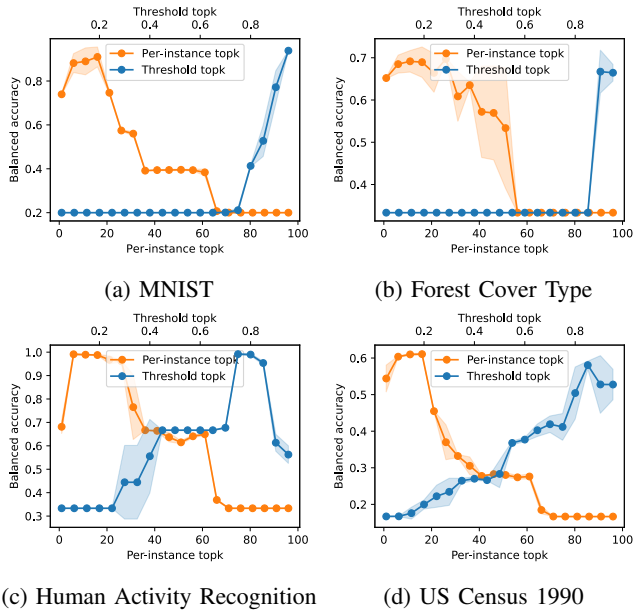 Threshold topk
0.2 0.4 0.6 0.8
Balanced accuracy
0.8
0.6
0.4
0.2
Per-instance topk
Threshold topk
0 20 40 60 80 100
Per-instance topk
(a) MNIST
Threshold topk
0.2 0.4 0.6 0.8
Balanced accuracy
0.7
0.6
0.5
0.4
Per-instance topk
Threshold topk
0 20 40 60 80 100
Per-instance topk
(b) Forest Cover Type
Threshold topk
0.2 0.4 0.6 0.8
Balanced accuracy
1.0
0.9
0.8
0.7
0.6
0.5
0.4
0.3
Per-instance topk
Threshold topk
0 20 40 60 80 100
Per-instance topk
(c) Human Activity Recognition
Threshold topk
0.2 0.4 0.6 0.8
Balanced accuracy
0.6
0.5
0.4
0.3
0.2
Per-instance topk
Threshold topk
0 20 40 60 80 100
Per-instance topk
(d) US Census 1990